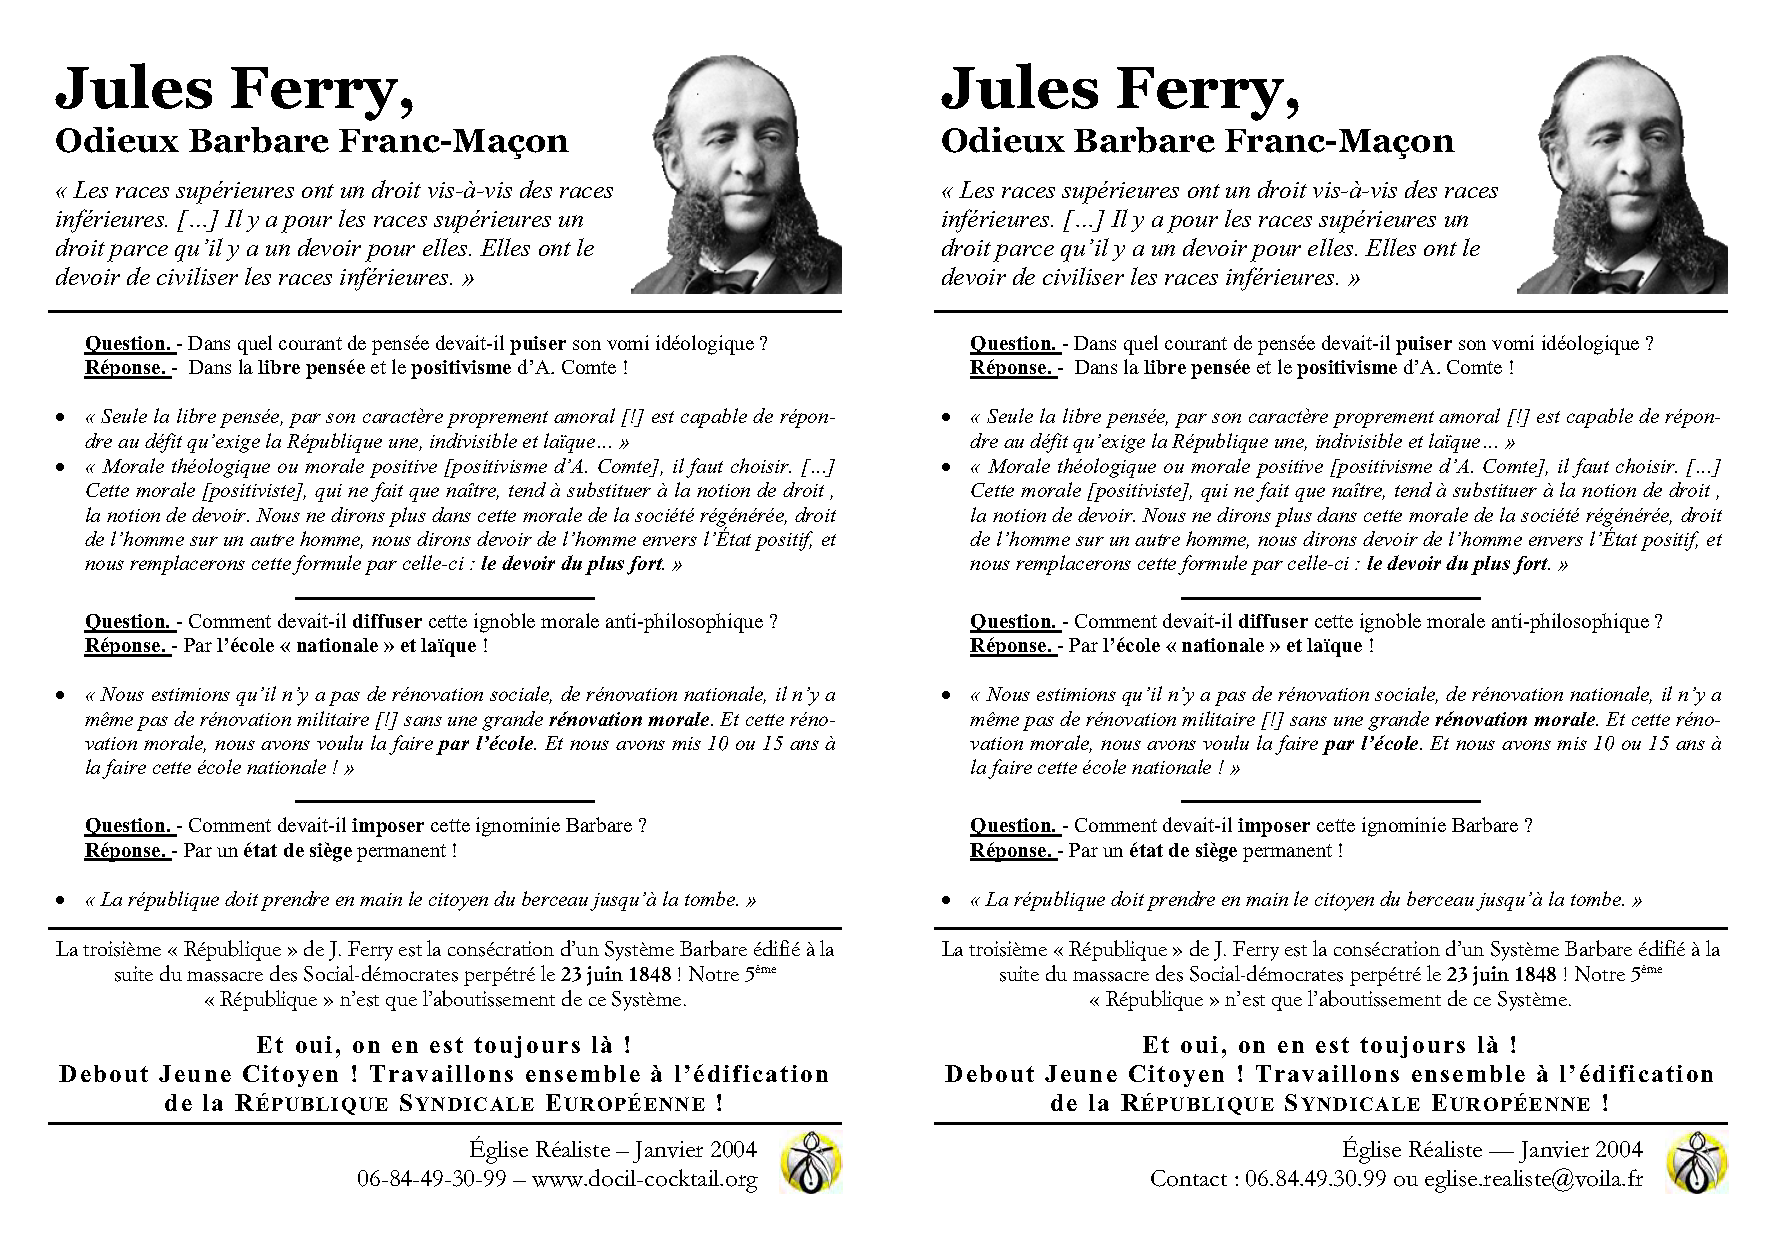 Jules Ferry,
Odieux Barbare Franc-Maçon
« Les races supérieures ont un droit vis-à-vis des races
inférieures. […] Il y a pour les races supérieures un
droit parce qu’il y a un devoir pour elles. Elles ont le
devoir de civiliser les races inférieures. »
Question. - Dans quel courant de pensée devait-il puiser son vomi idéologique ?
Réponse. - Dans la libre pensée et le positivisme d’A. Comte !
• « Seule la libre pensée, par son caractère proprement amoral [!] est capable de répon-
dre au défit qu’exige la République une, indivisible et laïque… »
• « Morale théologique ou morale positive [positivisme d’A. Comte], il faut choisir. […]
Cette morale [positiviste], qui ne fait que naître, tend à substituer à la notion de droit ,
la notion de devoir. Nous ne dirons plus dans cette morale de la société régénérée, droit
de l’homme sur un autre homme, nous dirons devoir de l’homme envers l’État positif, et
nous remplacerons cette formule par celle-ci : le devoir du plus fort. »
Question. - Comment devait-il diffuser cette ignoble morale anti-philosophique ?
Réponse. - Par l’école « nationale » et laïque !
• « Nous estimions qu’il n’y a pas de rénovation sociale, de rénovation nationale, il n’y a
même pas de rénovation militaire [!] sans une grande rénovation morale. Et cette réno-
vation morale, nous avons voulu la faire par l’école. Et nous avons mis 10 ou 15 ans à
la faire cette école nationale ! »
Question. - Comment devait-il imposer cette ignominie Barbare ?
Réponse. - Par un état de siège permanent !
• « La république doit prendre en main le citoyen du berceau jusqu’à la tombe. »
La troisième « République » de J. Ferry est la consécration d’un Système Barbare édifié à la
suite du massacre des Social-démocrates perpétré le 23 juin 1848 ! Notre 5ème
« République » n’est que l’aboutissement de ce Système.
Et oui, on en est toujours là !
Debout Jeune Citoyen ! Travaillons ensemble à l’édification
de la RÉPUBLIQUE SYNDICALE EUROPÉENNE !
Église Réaliste – Janvier 2004
06-84-49-30-99 – www.docil-cocktail.org
Jules Ferry,
Odieux Barbare Franc-Maçon
« Les races supérieures ont un droit vis-à-vis des races
inférieures. […] Il y a pour les races supérieures un
droit parce qu’il y a un devoir pour elles. Elles ont le
devoir de civiliser les races inférieures. »
Question. - Dans quel courant de pensée devait-il puiser son vomi idéologique ?
Réponse. - Dans la libre pensée et le positivisme d’A. Comte !
• « Seule la libre pensée, par son caractère proprement amoral [!] est capable de répon-
dre au défit qu’exige la République une, indivisible et laïque… »
• « Morale théologique ou morale positive [positivisme d’A. Comte], il faut choisir. […]
Cette morale [positiviste], qui ne fait que naître, tend à substituer à la notion de droit ,
la notion de devoir. Nous ne dirons plus dans cette morale de la société régénérée, droit
de l’homme sur un autre homme, nous dirons devoir de l’homme envers l’État positif, et
nous remplacerons cette formule par celle-ci : le devoir du plus fort. »
Question. - Comment devait-il diffuser cette ignoble morale anti-philosophique ?
Réponse. - Par l’école « nationale » et laïque !
• « Nous estimions qu’il n’y a pas de rénovation sociale, de rénovation nationale, il n’y a
même pas de rénovation militaire [!] sans une grande rénovation morale. Et cette réno-
vation morale, nous avons voulu la faire par l’école. Et nous avons mis 10 ou 15 ans à
la faire cette école nationale ! »
Question. - Comment devait-il imposer cette ignominie Barbare ?
Réponse. - Par un état de siège permanent !
• « La république doit prendre en main le citoyen du berceau jusqu’à la tombe. »
La troisième « République » de J. Ferry est la consécration d’un Système Barbare édifié à la
suite du massacre des Social-démocrates perpétré le 23 juin 1848 ! Notre 5ème
« République » n’est que l’aboutissement de ce Système.
Et oui, on en est toujours là !
Debout Jeune Citoyen ! Travaillons ensemble à l’édification
de la RÉPUBLIQUE SYNDICALE EUROPÉENNE !
Église Réaliste — Janvier 2004
Contact : 06.84.49.30.99 ou eglise.realiste@voila.fr